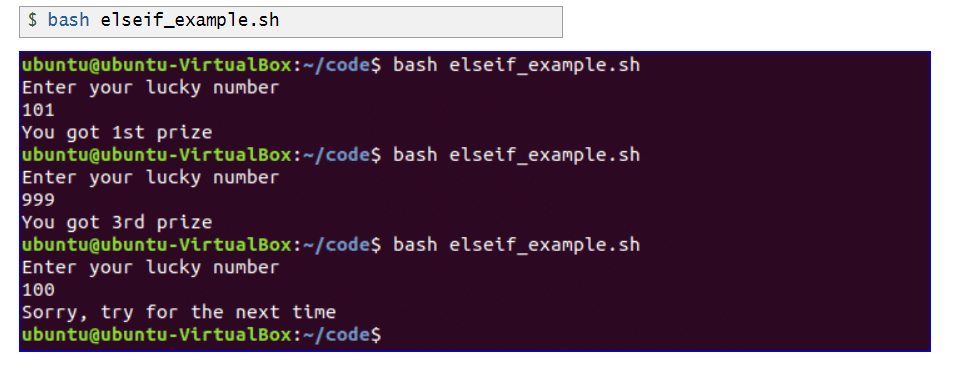 $ bash elseif_example.sh
ubuntu@ubuntu-VirtualBox:~/code$ bash elseif_example.sh
Enter your lucky number
101
You got 1st prize
ubuntu@ubuntu-VirtualBox:~/code$ bash elseif_example.sh
Enter your lucky number
999
You got 3rd prize
ubuntu@ubuntu-VirtualBox:~/code$ bash elseif_example.sh
Enter your lucky number
100
Sorry, try for the next time
ubuntu@ubuntu-VirtualBox:~/code$